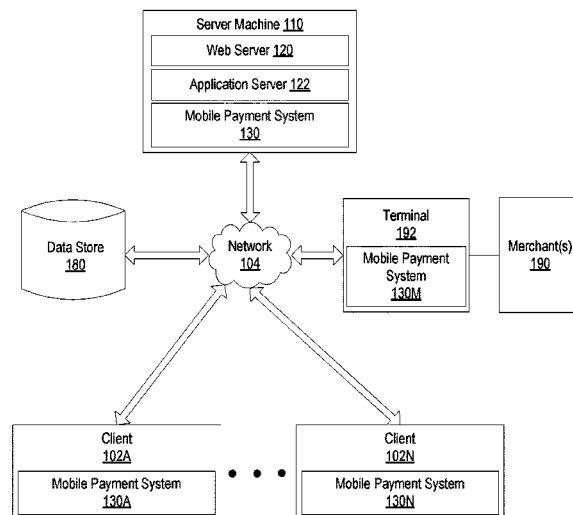 Server Machine 110
Web Server 120
Application Server 122
Mobile Payment System
130
Data Store
180
Network
104
Terminal
192
Mobile Payment
System
130M
Merchant(s)
190
Client
102A
Mobile Payment System
130A
Client
102N
Mobile Payment System
130N